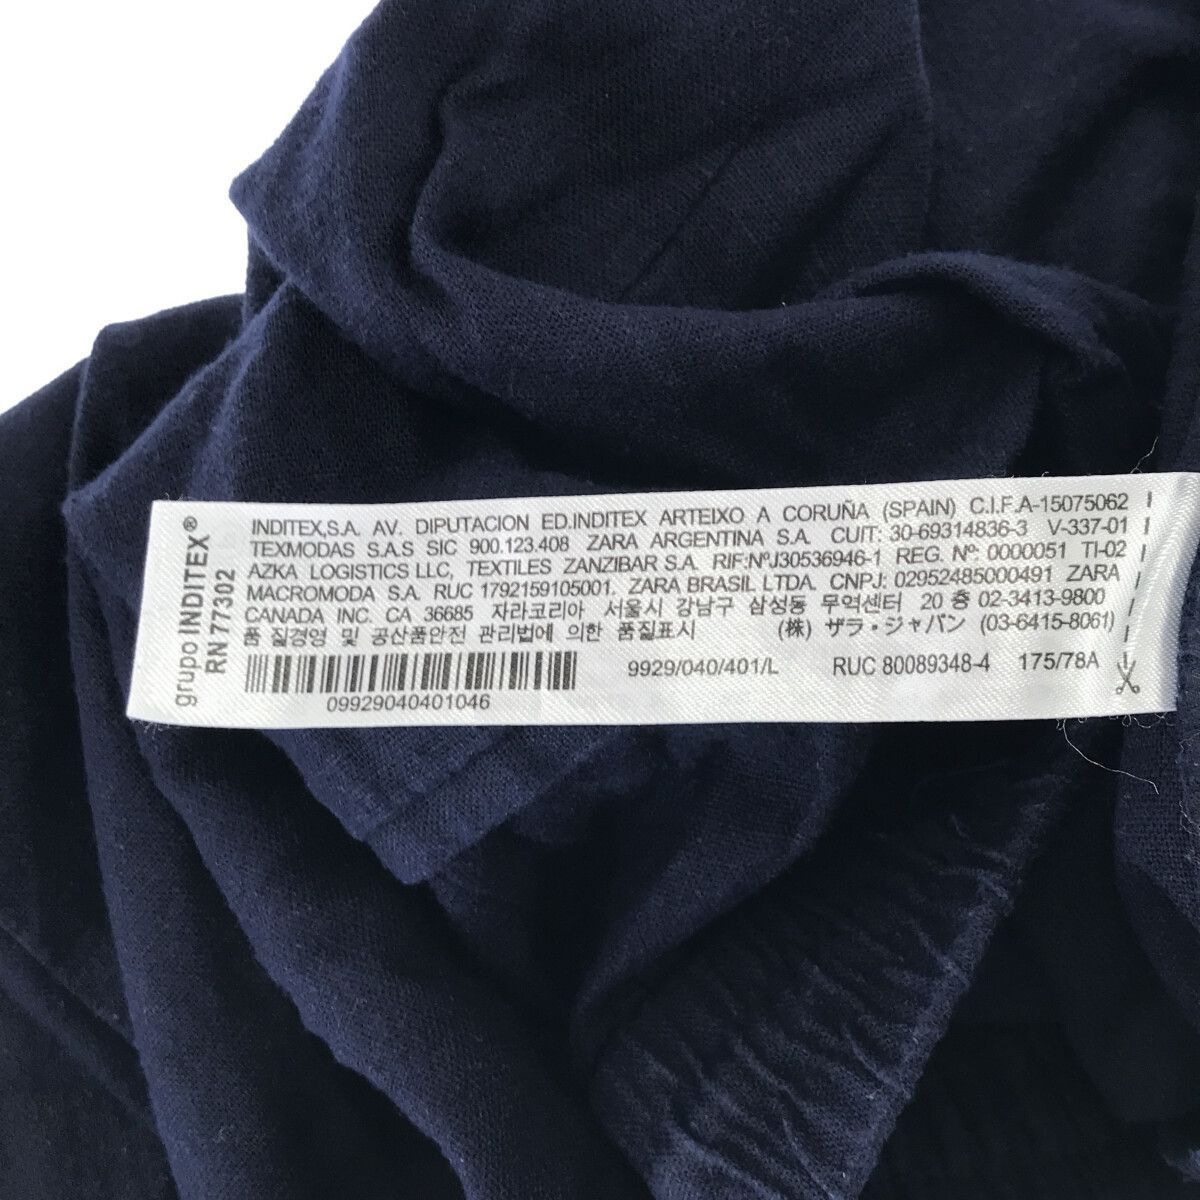 grupo INDITEX®
RN 77302
INDITEX,S.A. AV. DIPUTACION ED.INDITEX ARTEIXO A CORUÑA (SPAIN) C.I.F.A-15075062
TEXMODAS S.A.S SIC 900.123.408 ZARA ARGENTINA S.A. CUIT: 30-69314836-3 V-337-01
AZKA LOGISTICS LLC, TEXTILES ZANZIBAR S.A. RIF:NºJ30536946-1 REG. Nº 0000051 TI-02
MACROMODA S.A. RUC 1792159105001. ZARA BRASIL LTDA. CNPJ: 02952485000491 ZARA
CANADA INC. CA 36685 자라코리아 서울시 강남구 삼성동 무역센터 20 층 02-3413-9800
품 질경영 및 공산품안전 관리법에 의한 품질표시 (株) ザラ・ジャパン (03-6415-8061)
9929/040/401/L RUC 80089348-4 175/78A
09929040401046